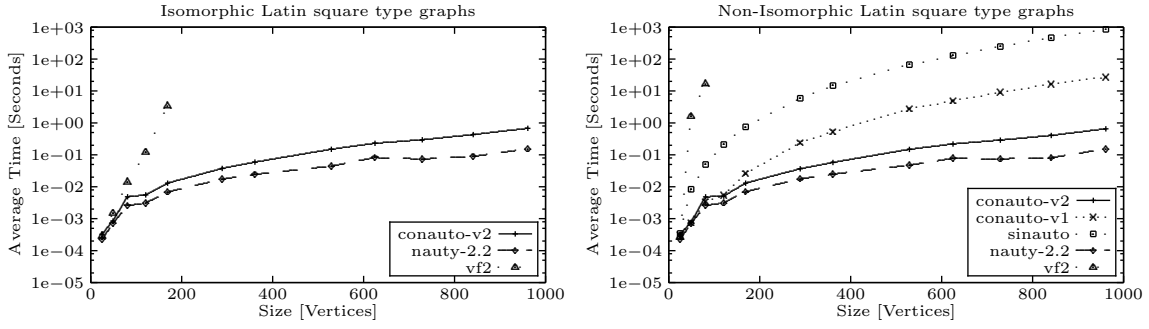 Isomorphic Latin square type graphs
Average Time [Seconds]
1e+03
1e+02
1e+01
1e+00
1e−01
1e−02
1e−03
1e−04
1e−05
0
200
400
600
800
1000
Size [Vertices]
conauto-v2
nauty-2.2
vf2
Non-Isomorphic Latin square type graphs
Average Time [Seconds]
1e+03
1e+02
1e+01
1e+00
1e−01
1e−02
1e−03
1e−04
1e−05
0
200
400
600
800
1000
Size [Vertices]
conauto-v2
conauto-v1
sinauto
nauty-2.2
vf2